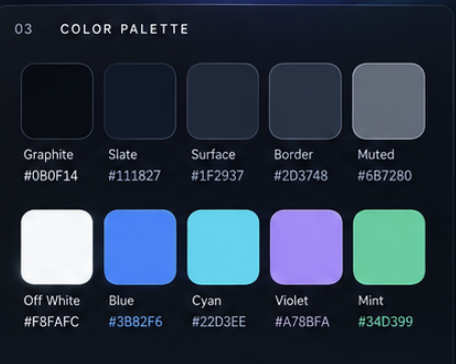 03 COLOR PALETTE
Graphite Slate Surface Border Muted
#0B0F14 #111827 #1F2937 #2D3748 #6B7280
Off White Blue Cyan Violet Mint
#F8FAFC #3B82F6 #22D3EE #A78BFA #34D399